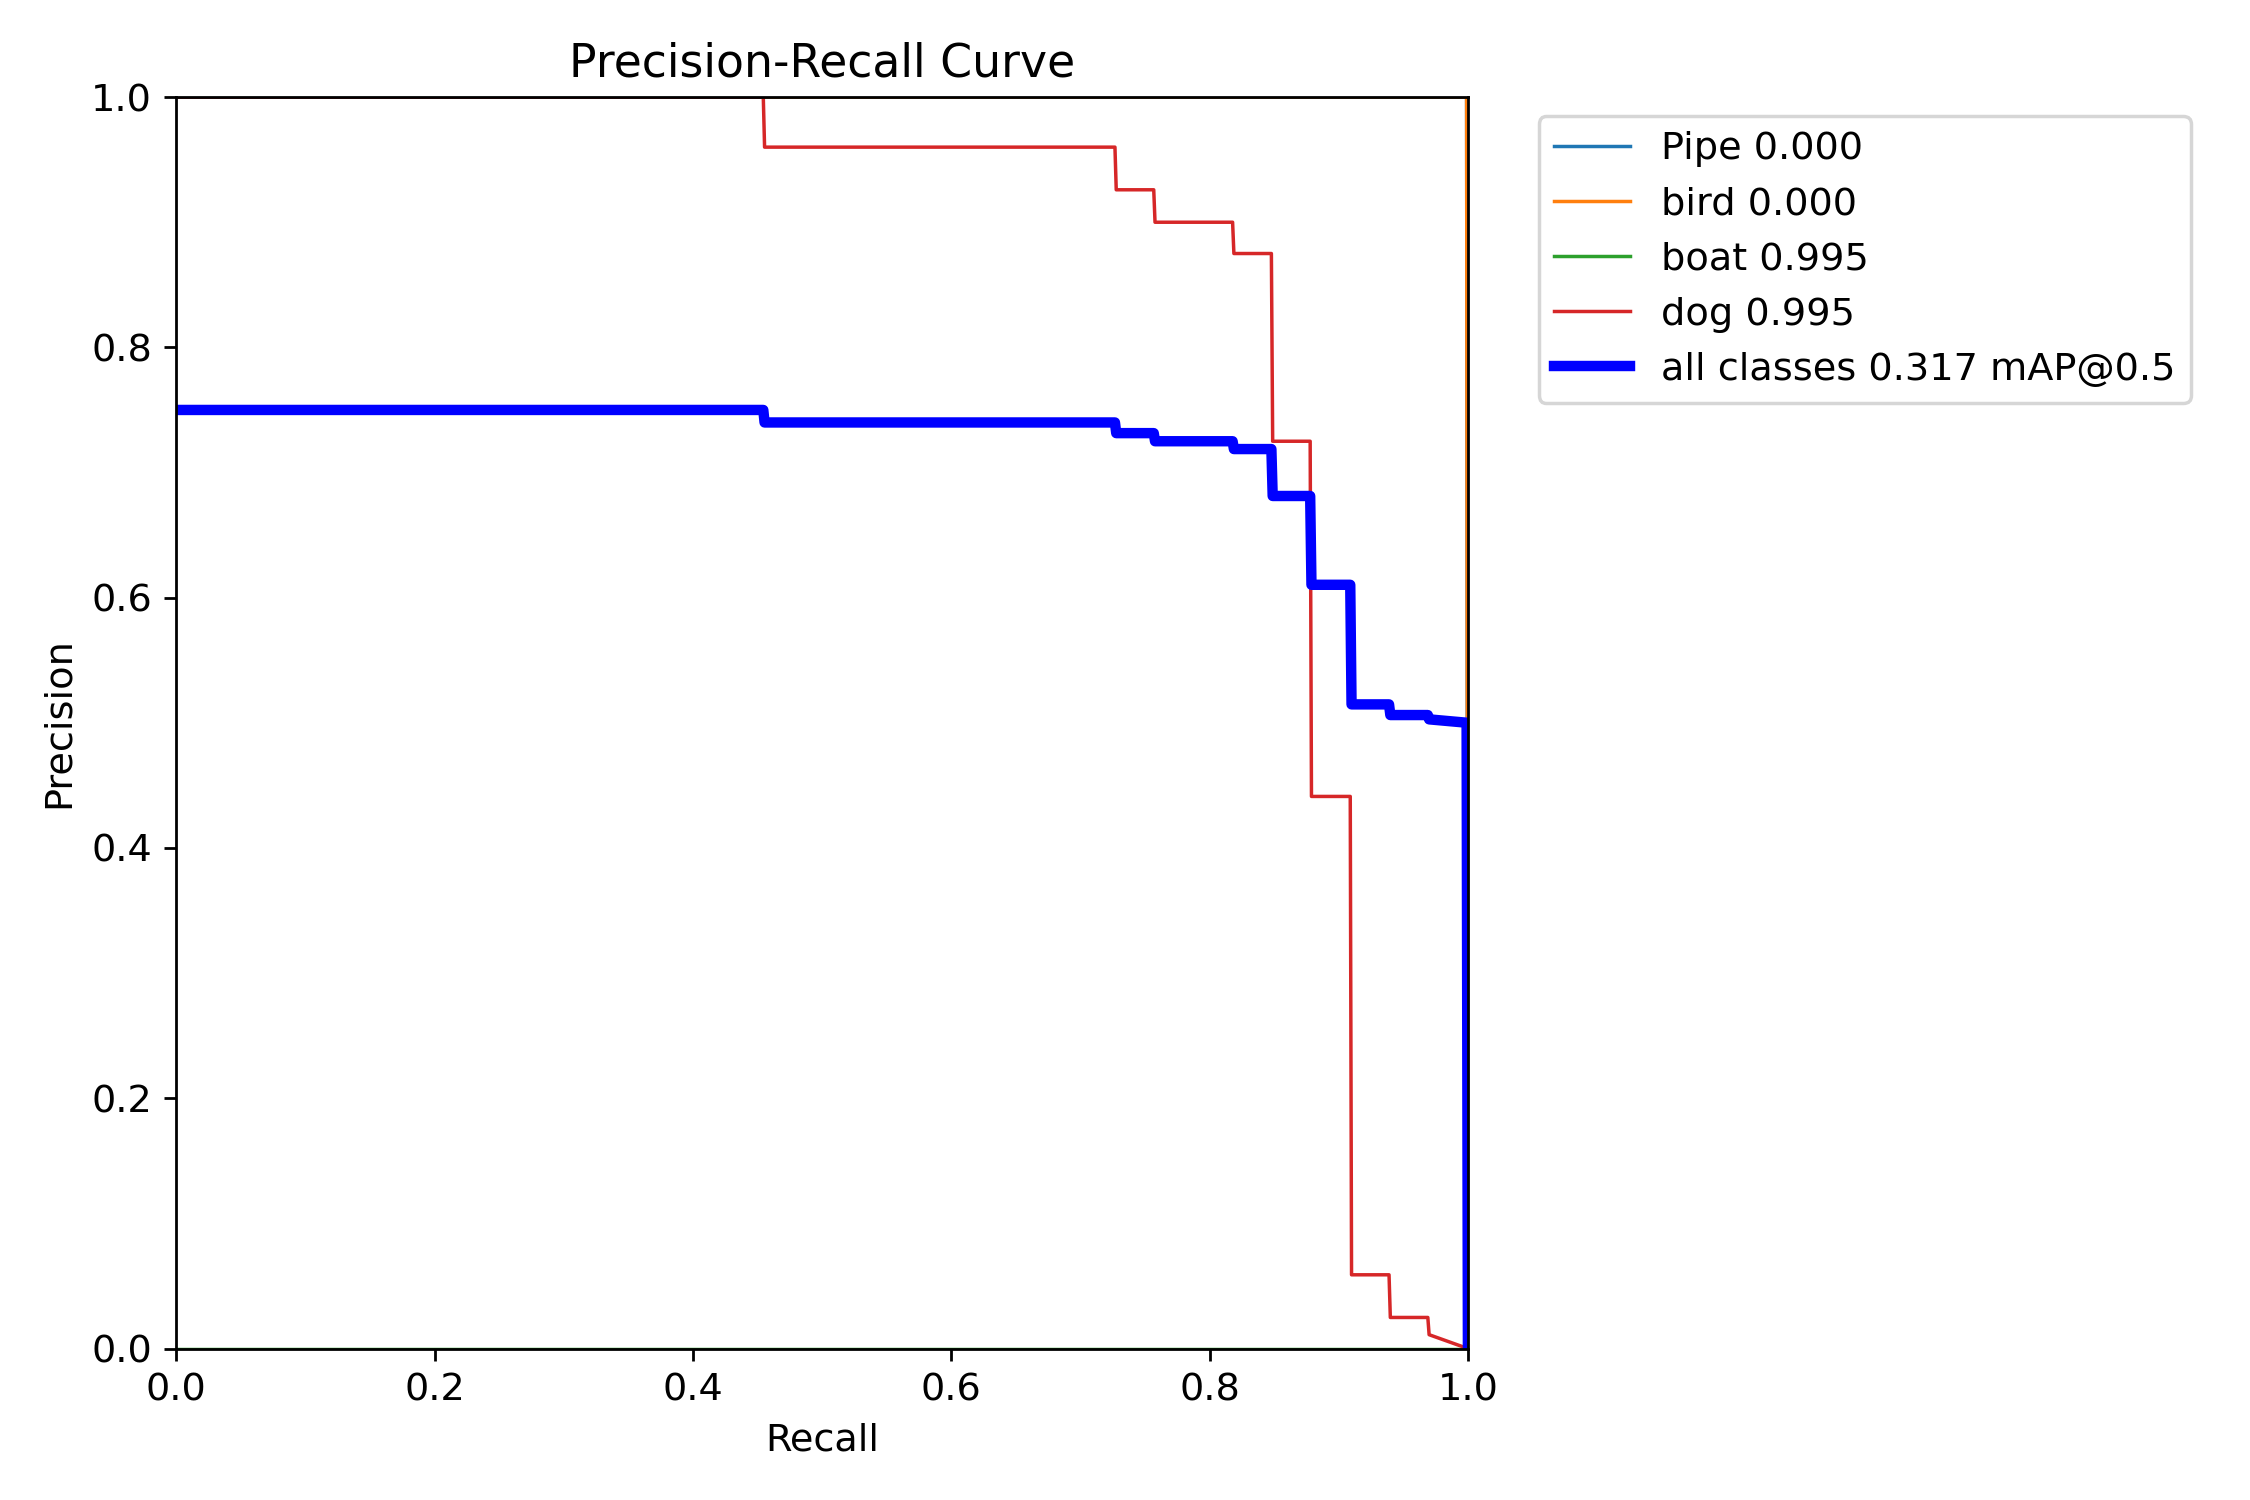 Precision-Recall Curve
1.0
0.8
0.6
0.4
0.2
0.0
Precision
0.0 0.2 0.4 0.6 0.8 1.0
Recall
Pipe 0.000
bird 0.000
boat 0.995
dog 0.995
all classes 0.317 mAP@0.5